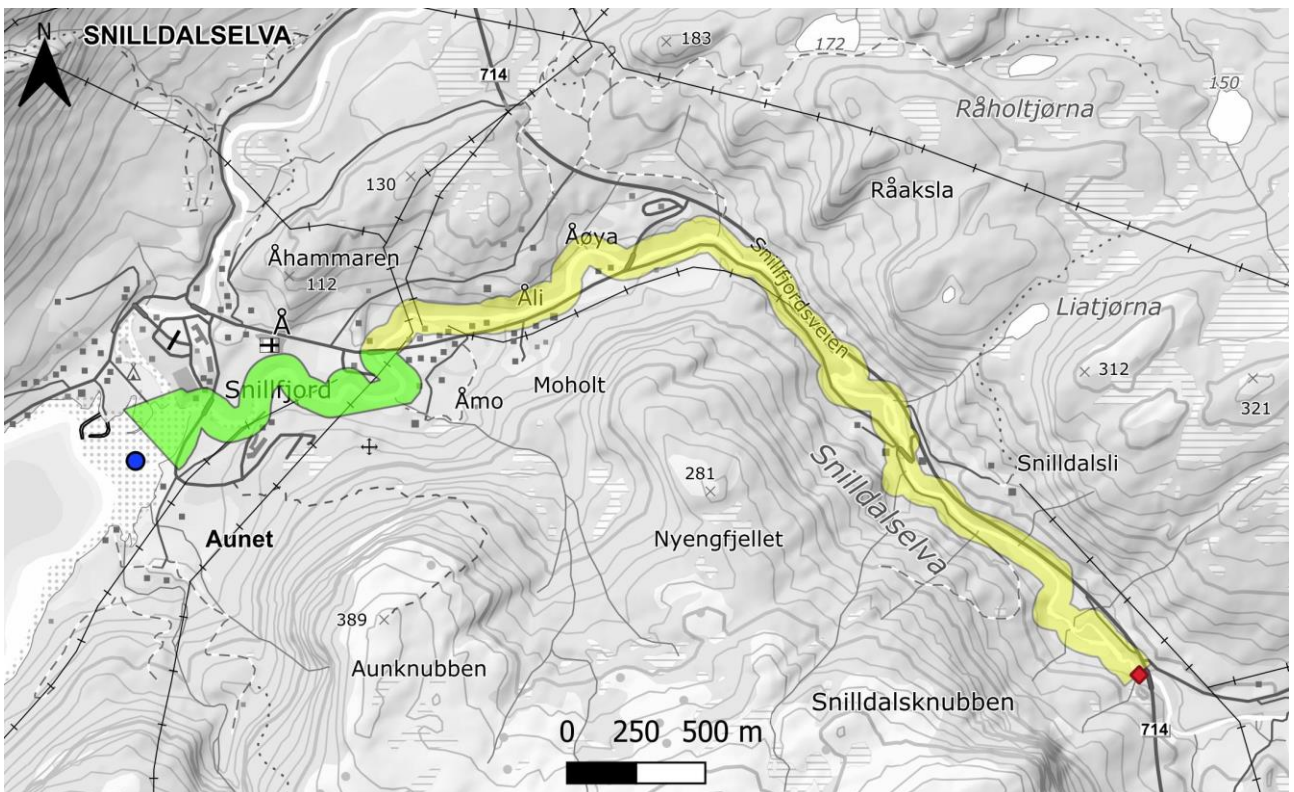 N
SNILLDALSELVA
183
172
714
150
Råholtjørna
130
Råaksla
Åøya
Åhammaren
112
Snillfjordsveien
Åli
Liatjørna
Å
312
Snillfjord
Moholt
Åmo
321
281
Snilldalsli
Snilldalselva
Aunet
Nyengfjellet
389
Aunknubben
Snilldalsknubben
0 250 500 m
714